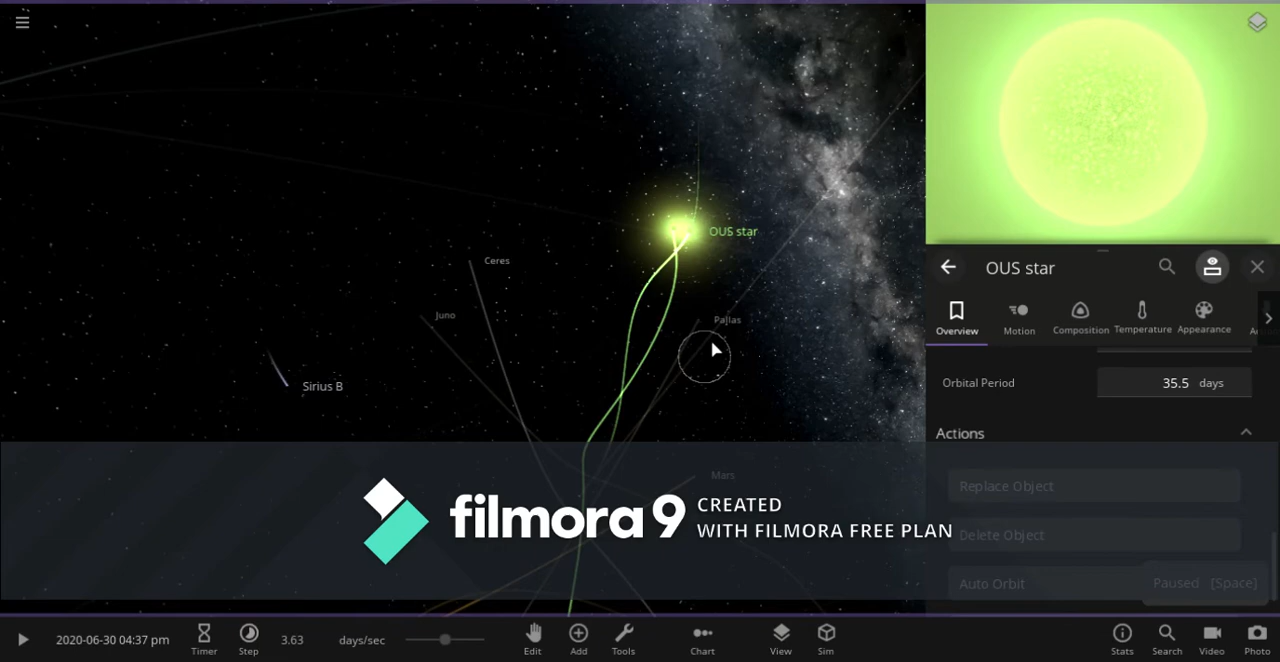 OUS star
Ceres
Juno
Pallas
Sirius B
Mars
filmora 9 CREATED
WITH FILMORA FREE PLAN
OUS star
Overview
Motion
Composition
Temperature
Appearance
Orbital Period
35.5 days
Actions
Replace Object
Delete Object
Auto Orbit
Paused [Space]
2020-06-30 04:37 pm
Timer
Step
3.63 days/sec
Edit
Add
Tools
Chart
View
Sim
Stats
Search
Video
Photo